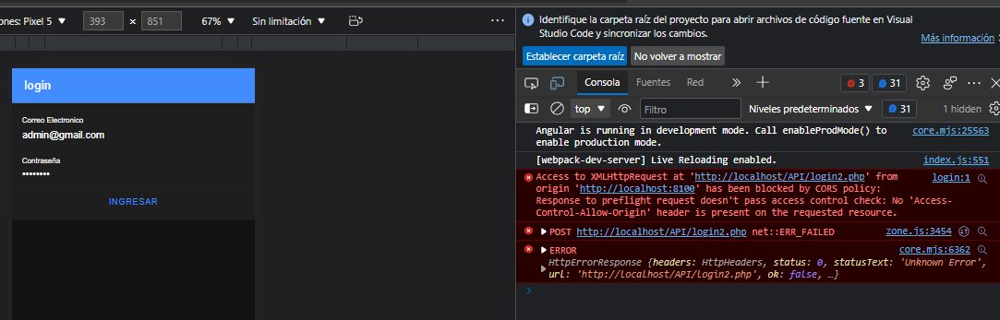 ones: Pixel 5 ▼ 393 × 851 67% ▼ Sin limitación ▼ ...
Identifique la carpeta raíz del proyecto para abrir archivos de código fuente en Visual
Studio Code y sincronizar los cambios.
Más información
Establecer carpeta raíz No volver a mostrar
login
Correo Electronico
admin@gmail.com
Contraseña
••••••••
INGRESAR
Consola Fuentes Red » + 3 31 ...
top ▼ Filtro Niveles predeterminados ▼ 31 1 hidden
Angular is running in development mode. Call enableProdMode() to core.mjs:25563
enable production mode.
[webpack-dev-server] Live Reloading enabled. index.js:551
Access to XMLHttpRequest at 'http://localhost/API/login2.php' from login:1
origin 'http://localhost:8100' has been blocked by CORS policy:
Response to preflight request doesn't pass access control check: No 'Access-
Control-Allow-Origin' header is present on the requested resource.
▶ POST http://localhost/API/login2.php net::ERR_FAILED zone.js:3454
▶ ERROR core.mjs:6362
▶ HttpErrorResponse {headers: HttpHeaders, status: 0, statusText: 'Unknown Error',
url: 'http://localhost/API/login2.php', ok: false, …}
>